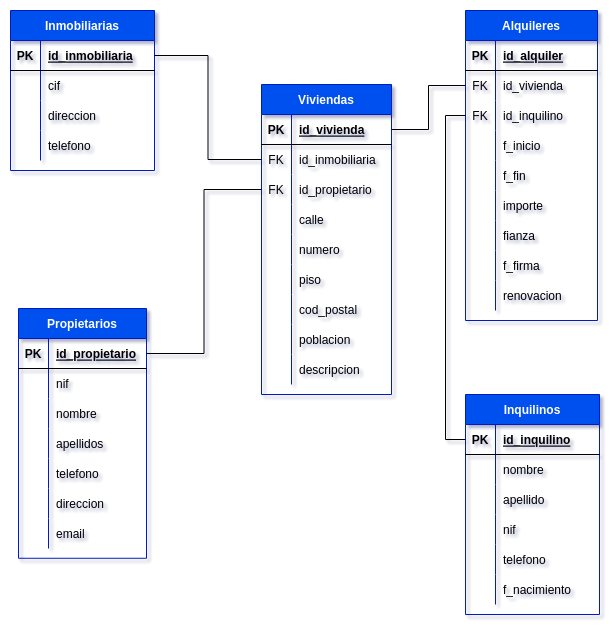 Inmobiliarias
PK id_inmobiliaria
cif
direccion
telefono
Propietarios
PK id_propietario
nif
nombre
apellidos
telefono
direccion
email
Viviendas
PK id_vivienda
FK id_inmobiliaria
FK id_propietario
calle
numero
piso
cod_postal
poblacion
descripcion
Alquileres
PK id_alquiler
FK id_vivienda
FK id_inquilino
f_inicio
f_fin
importe
fianza
f_firma
renovacion
Inquilinos
PK id_inquilino
nombre
apellido
nif
telefono
f_nacimiento